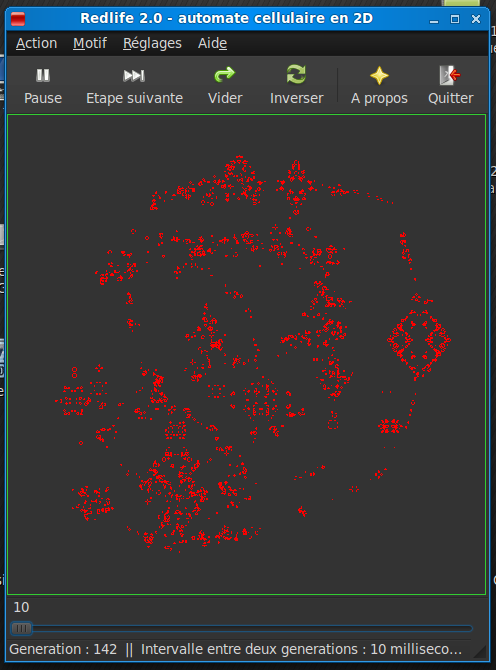 Redlife 2.0 - automate cellulaire en 2D
Action Motif Réglages Aide
Pause Etape suivante Vider Inverser A propos Quitter
10
Generation : 142 || Intervalle entre deux generations : 10 milliseco...